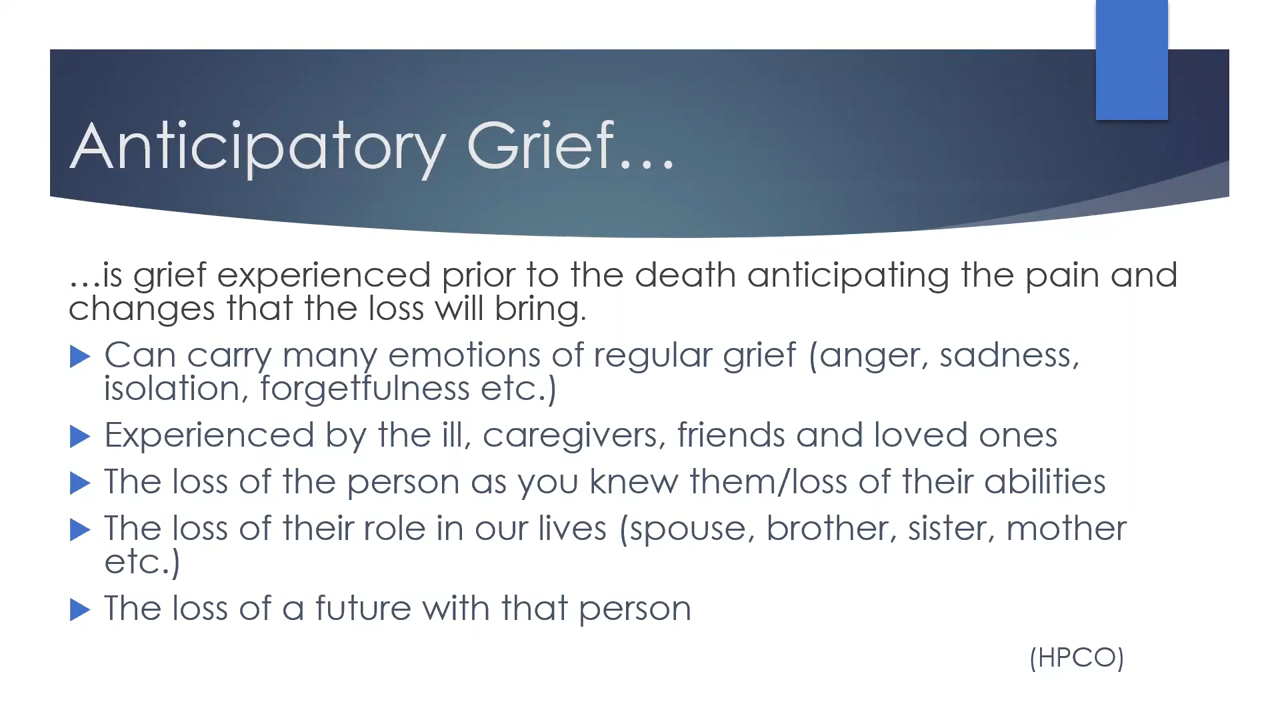 Anticipatory Grief…
…is grief experienced prior to the death anticipating the pain and
changes that the loss will bring.
Can carry many emotions of regular grief (anger, sadness,
isolation, forgetfulness etc.)
Experienced by the ill, caregivers, friends and loved ones
The loss of the person as you knew them/loss of their abilities
The loss of their role in our lives (spouse, brother, sister, mother
etc.)
The loss of a future with that person
(HPCO)